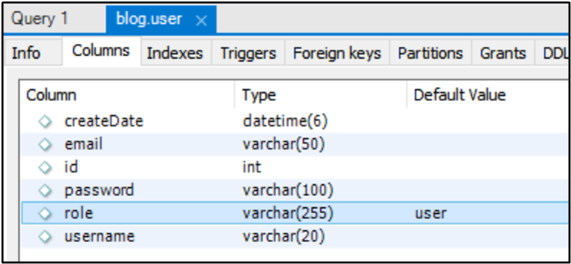 Query 1 blog.user ×
Info Columns Indexes Triggers Foreign keys Partitions Grants DDL
Column Type Default Value
createDate datetime(6)
email varchar(50)
id int
password varchar(100)
role varchar(255) user
username varchar(20)